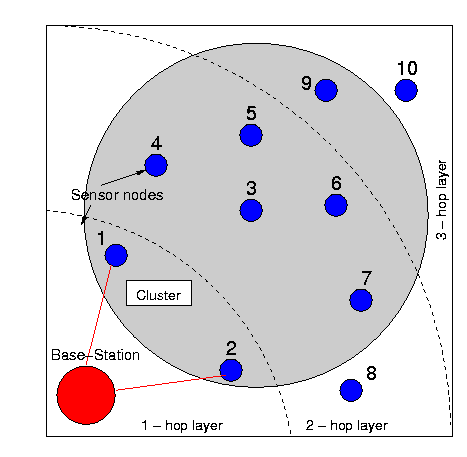 10
9
5
4
Sensor nodes
3
6
3 – hop layer
1
7
Cluster
2
Base–Station
8
1 – hop layer
2 – hop layer